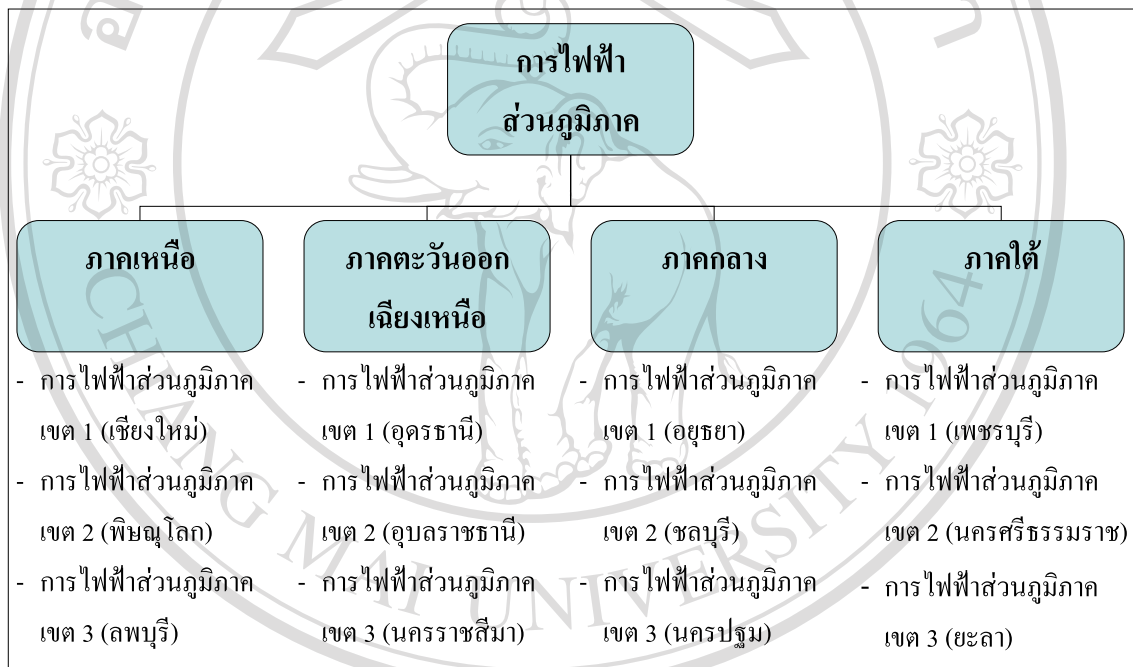 การไฟฟ้า
ส่วนภูมิภาค
ภาคเหนือ
- การไฟฟ้าส่วนภูมิภาค
เขต 1 (เชียงใหม่)
- การไฟฟ้าส่วนภูมิภาค
เขต 2 (พิษณุโลก)
- การไฟฟ้าส่วนภูมิภาค
เขต 3 (ลพบุรี)
ภาคตะวันออก
เฉียงเหนือ
- การไฟฟ้าส่วนภูมิภาค
เขต 1 (อุดรธานี)
- การไฟฟ้าส่วนภูมิภาค
เขต 2 (อุบลราชธานี)
- การไฟฟ้าส่วนภูมิภาค
เขต 3 (นครราชสีมา)
ภาคกลาง
- การไฟฟ้าส่วนภูมิภาค
เขต 1 (อยุธยา)
- การไฟฟ้าส่วนภูมิภาค
เขต 2 (ชลบุรี)
- การไฟฟ้าส่วนภูมิภาค
เขต 3 (นครปฐม)
ภาคใต้
- การไฟฟ้าส่วนภูมิภาค
เขต 1 (เพชรบุรี)
- การไฟฟ้าส่วนภูมิภาค
เขต 2 (นครศรีธรรมราช)
- การไฟฟ้าส่วนภูมิภาค
เขต 3 (ยะลา)
CHIANG MAI UNIVERSITY 1964